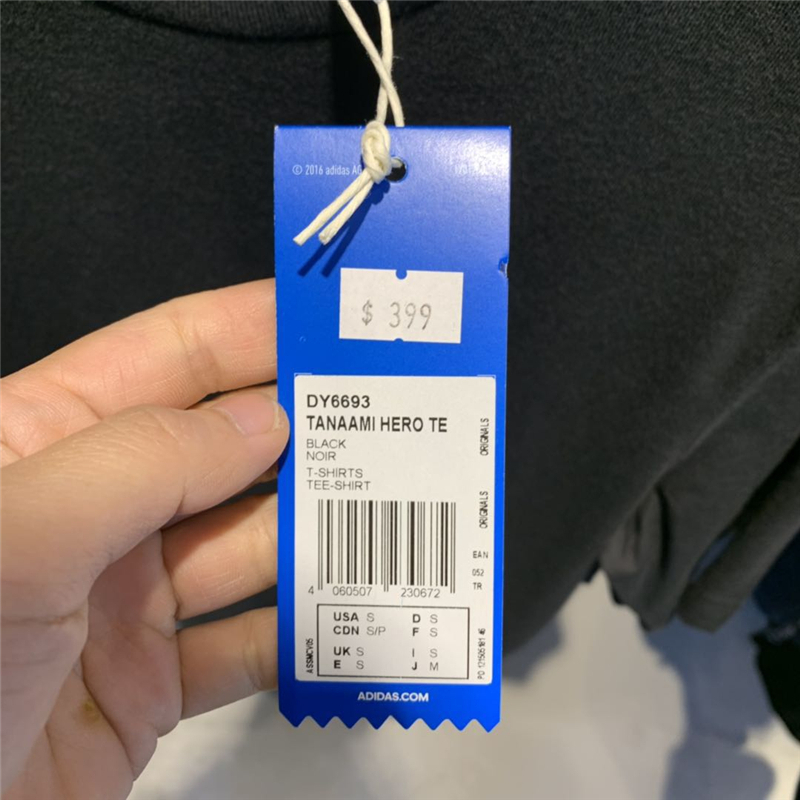 © 2016 adidas AG
$ 399
DY6693
TANAAMI HERO TE
BLACK
NOIR
T-SHIRTS
TEE-SHIRT
ORIGINALS
ORIGINALS
EAN
052
TR
4 060507 230672
USA S D S
CDN S/P F S
UK S I S
E S J M
ASSMCV05
ADIDAS.COM